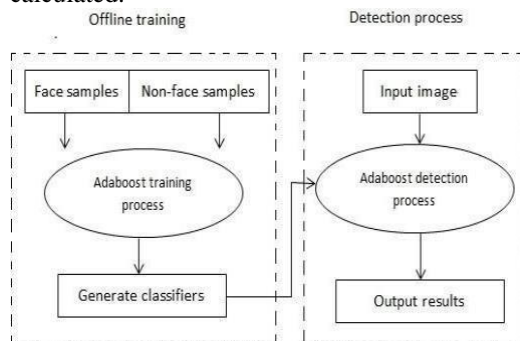 calculated.
Offline training
Detection process
Face samples
Non-face samples
Input image
Adaboost training
process
Adaboost detection
process
Generate classifiers
Output results